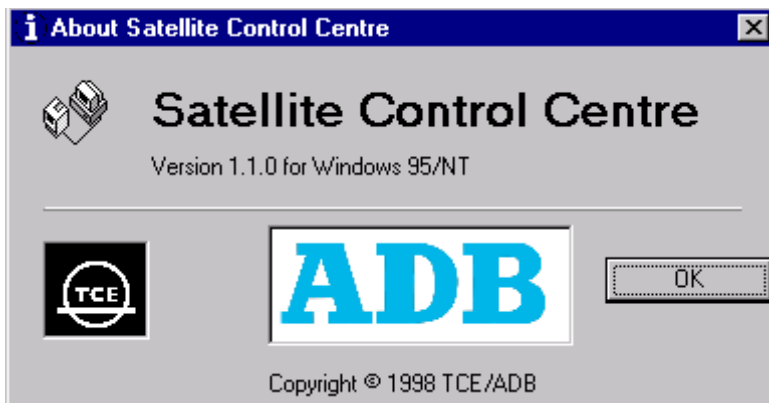 About Satellite Control Centre
Satellite Control Centre
Version 1.1.0 for Windows 95/NT
TCE
ADB
OK
Copyright © 1998 TCE/ADB